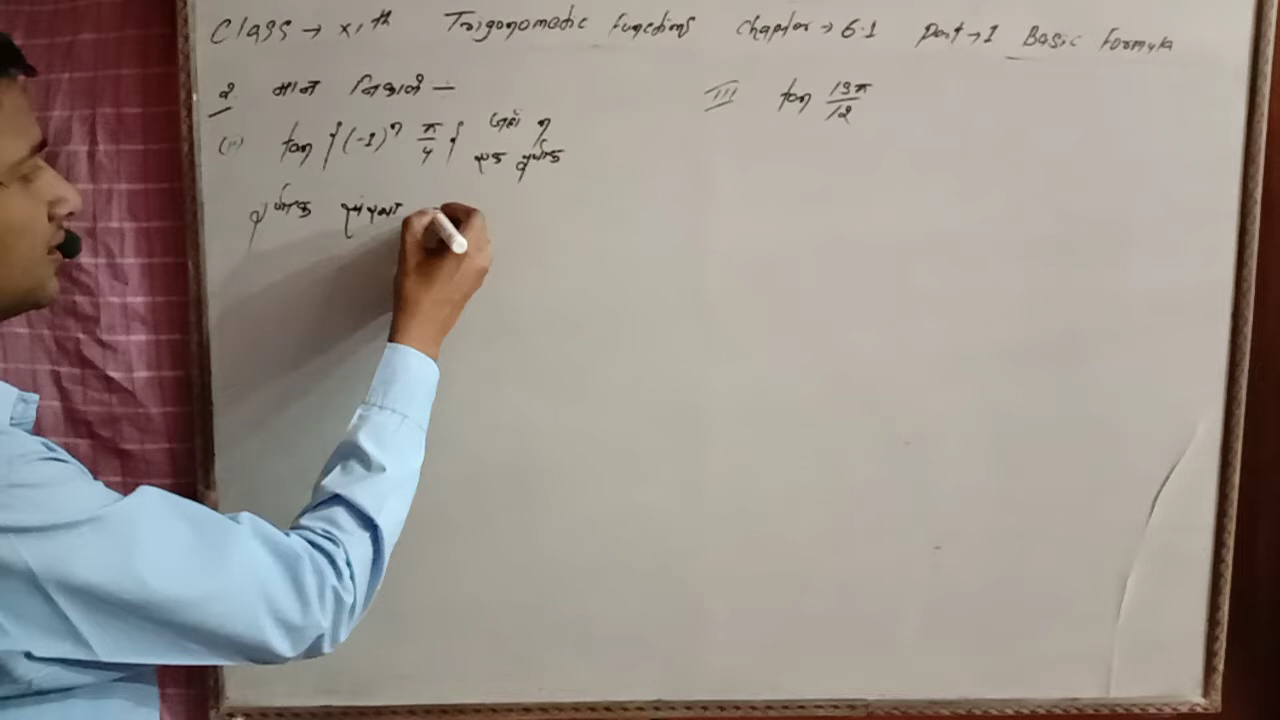 Class → XIth Trigonometric Functions Chapter → 6.1 Part → I Basic Formula
2. मान निकालें —
(ii) tan {(-1)ⁿ π/4} जहाँ n
एक पूर्णांक
पूर्णांक संख्या
III tan 13π/12